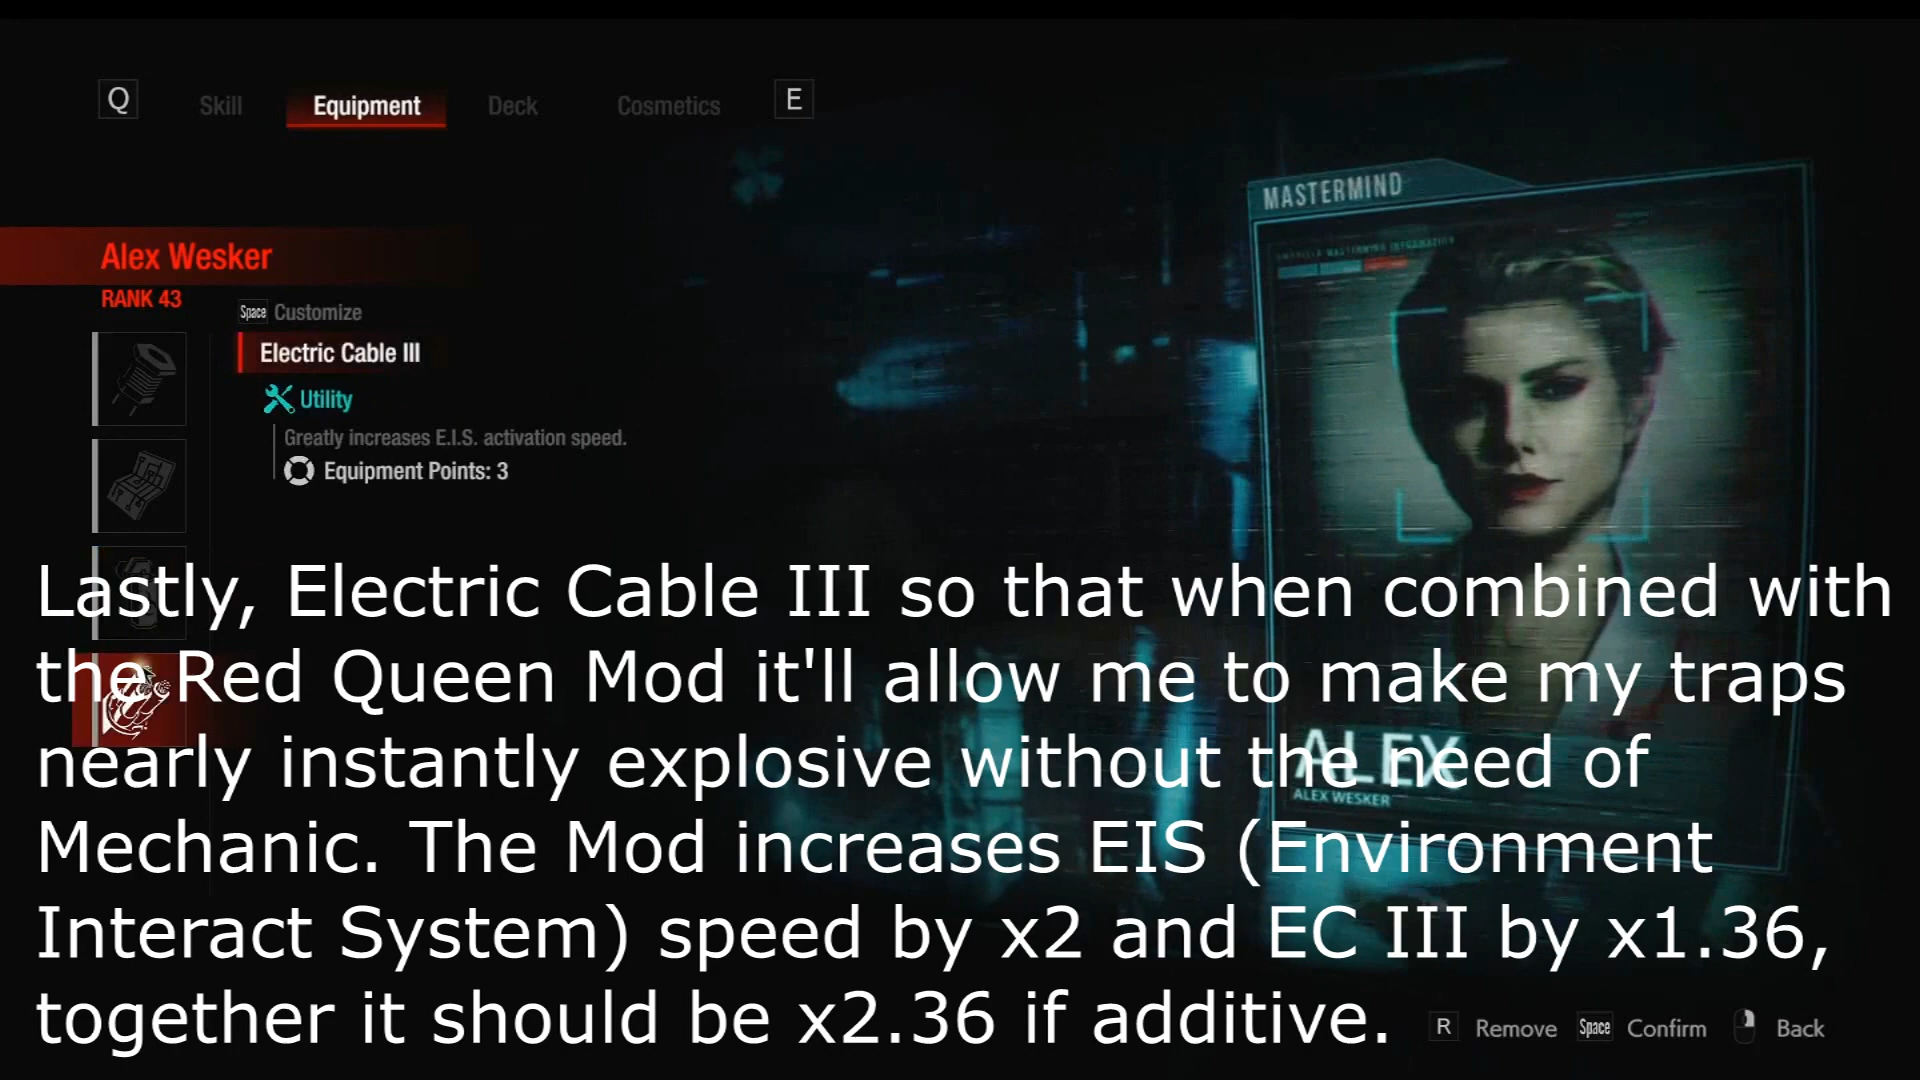 Q
Skill
Equipment
Deck
Cosmetics
E
MASTERMIND
Alex Wesker
RANK 43
Space Customize
Electric Cable III
Utility
Greatly increases E.I.S. activation speed.
Equipment Points: 3
Lastly, Electric Cable III so that when combined with
the Red Queen Mod it'll allow me to make my traps
nearly instantly explosive without the need of
Mechanic. The Mod increases EIS (Environment
Interact System) speed by x2 and EC III by x1.36,
together it should be x2.36 if additive.
ALEX
ALEX WESKER
R Remove Space Confirm Back